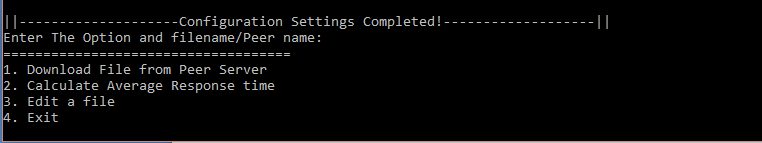 ||--------------------Configuration Settings Completed!-------------------||
Enter The Option and filename/Peer name:
====================================
1. Download File from Peer Server
2. Calculate Average Response time
3. Edit a file
4. Exit